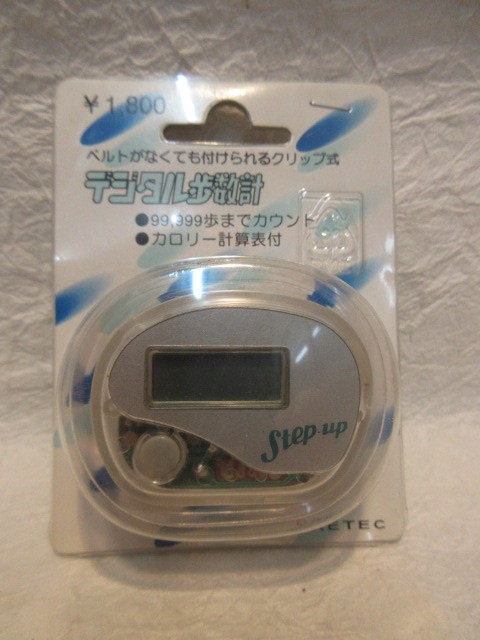 ¥1,800
ベルトがなくても付けられるクリップ式
デジタル歩数計
●99,999歩までカウント
●カロリー計算表付
Step-up